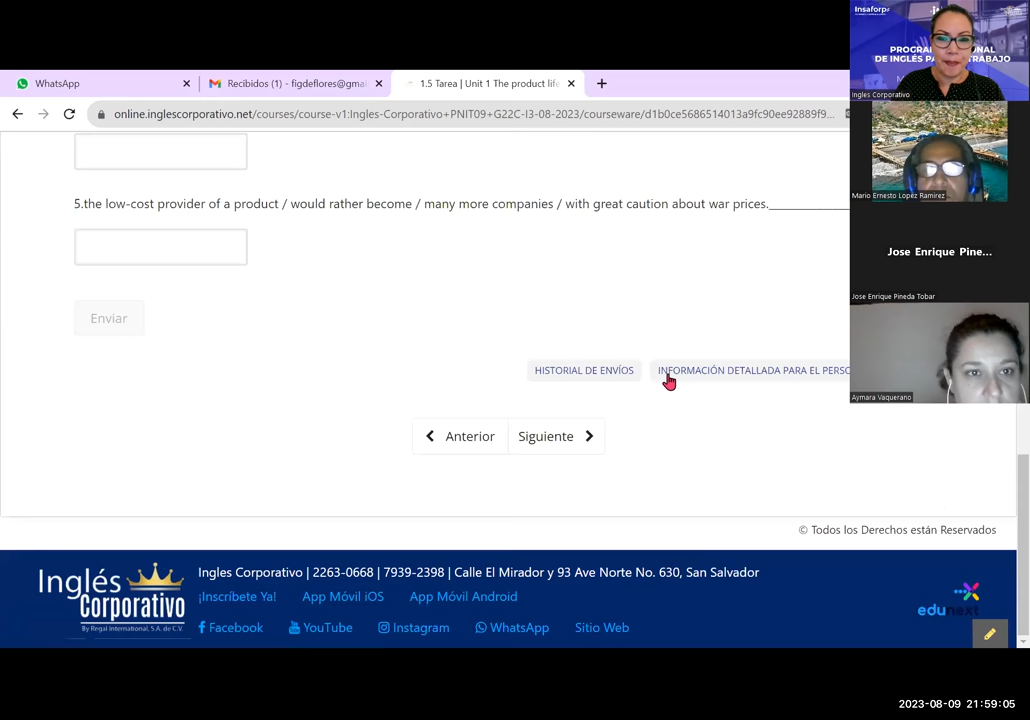 WhatsApp
Recibidos (1) - figdeflores@gmai
1.5 Tarea | Unit 1 The product life
online.inglescorporativo.net/courses/course-v1:Ingles-Corporativo+PNIT09+G22C-I3-08-2023/courseware/d1b0ce5686514013a9fc90ee92889f9...
5.the low-cost provider of a product / would rather become / many more companies / with great caution about war prices.__________
Enviar
HISTORIAL DE ENVÍOS
INFORMACIÓN DETALLADA PARA EL PERSO
Anterior
Siguiente
© Todos los Derechos están Reservados
Inglés
Corporativo
By Regal International, S.A. de C.V.
Ingles Corporativo | 2263-0668 | 7939-2398 | Calle El Mirador y 93 Ave Norte No. 630, San Salvador
¡Inscríbete Ya!
App Móvil iOS
App Móvil Android
Facebook
YouTube
Instagram
WhatsApp
Sitio Web
edunext
Insaforp
PROGRA
ONAL
DE INGLÉS PA
TRABAJO
Ingles Corporativo
Mario Ernesto Lopez Ramirez
Jose Enrique Pine...
Jose Enrique Pineda Tobar
Aymara Vaquerano
2023-08-09 21:59:05